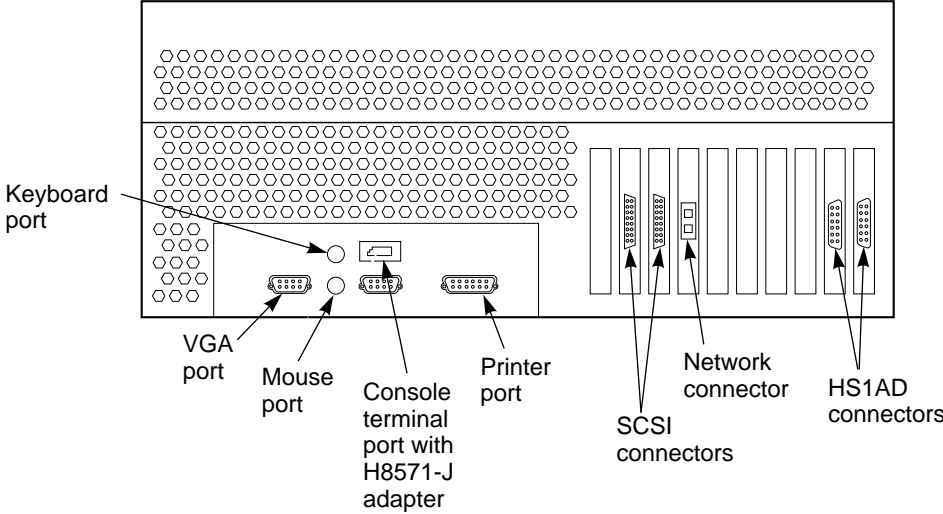 Keyboard
port
VGA
port
Mouse
port
Console
terminal
port with
H8571-J
adapter
Printer
port
SCSI
connectors
Network
connector
HS1AD
connectors